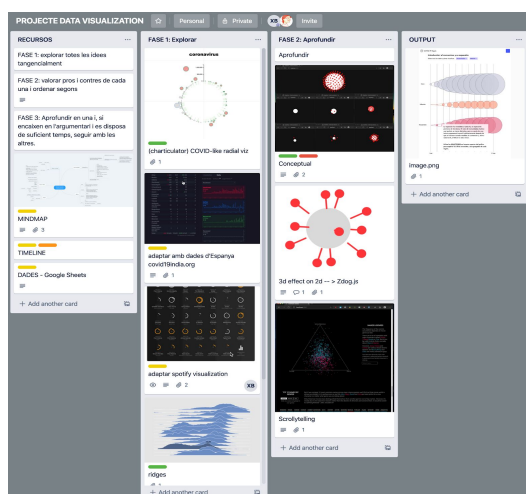 PROJECTE DATA VISUALIZATION
Personal
Private
XB
Invite
RECURSOS
FASE 1: explorar totes les idees
tangencialment
FASE 2: valorar pros i contres de cada
una i ordenar segons
FASE 3: Aprofundir en una i, si
encaixen en l'argumentari i es disposa
de suficient temps, seguir amb les
altres.
MINDMAP
3
TIMELINE
DADES - Google Sheets
+ Add another card
FASE 1: Explorar
coronavirus
(charticulator) COVID-like radial viz
1
adaptar amb dades d'Espanya
covid19india.org
1
adaptar spotify visualization
2
XB
ridges
1
+ Add another card
FASE 2: Aprofundir
Aprofundir
Conceptual
2
3d effect on 2d -- > Zdog.js
1
1
Scrollytelling
1
+ Add another card
OUTPUT
image.png
1
+ Add another card